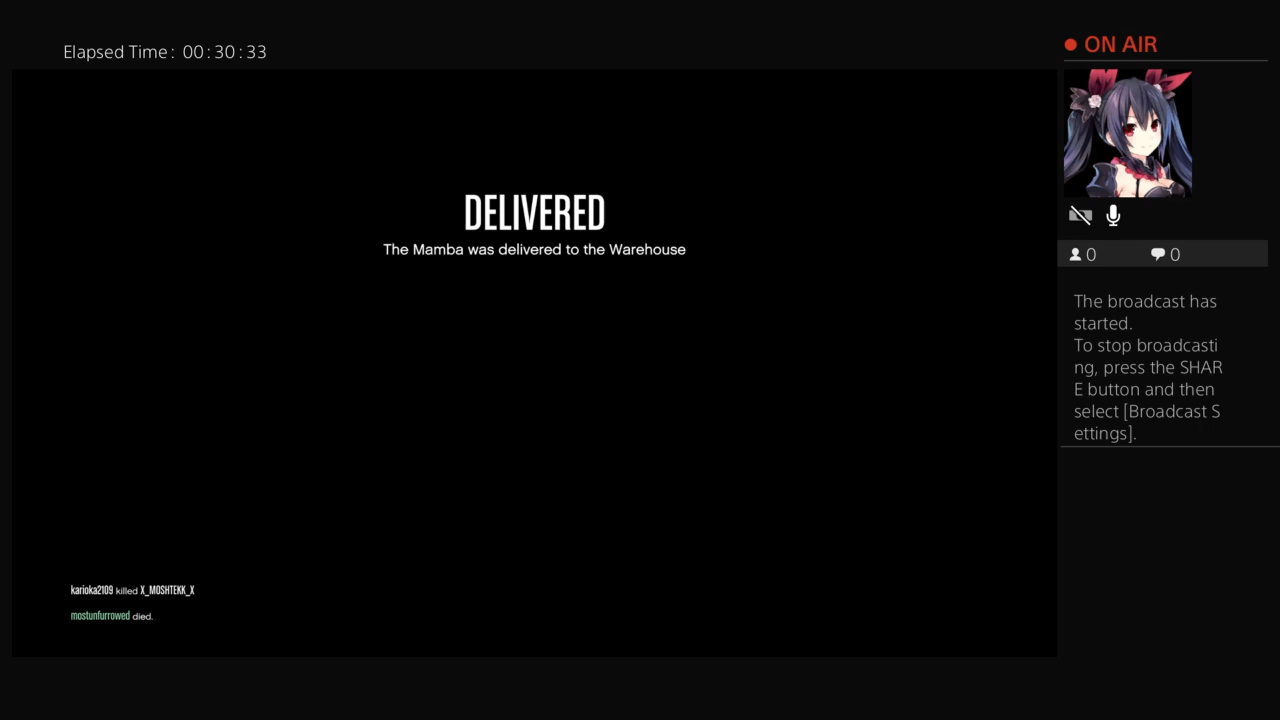 Elapsed Time: 00:30:33
ON AIR
DELIVERED
The Mamba was delivered to the Warehouse
0
0
The broadcast has
started.
To stop broadcasti
ng, press the SHAR
E button and then
select [Broadcast S
ettings].
karioka2109 killed X_MOSHTEKK_X
mostunfurrowed died.